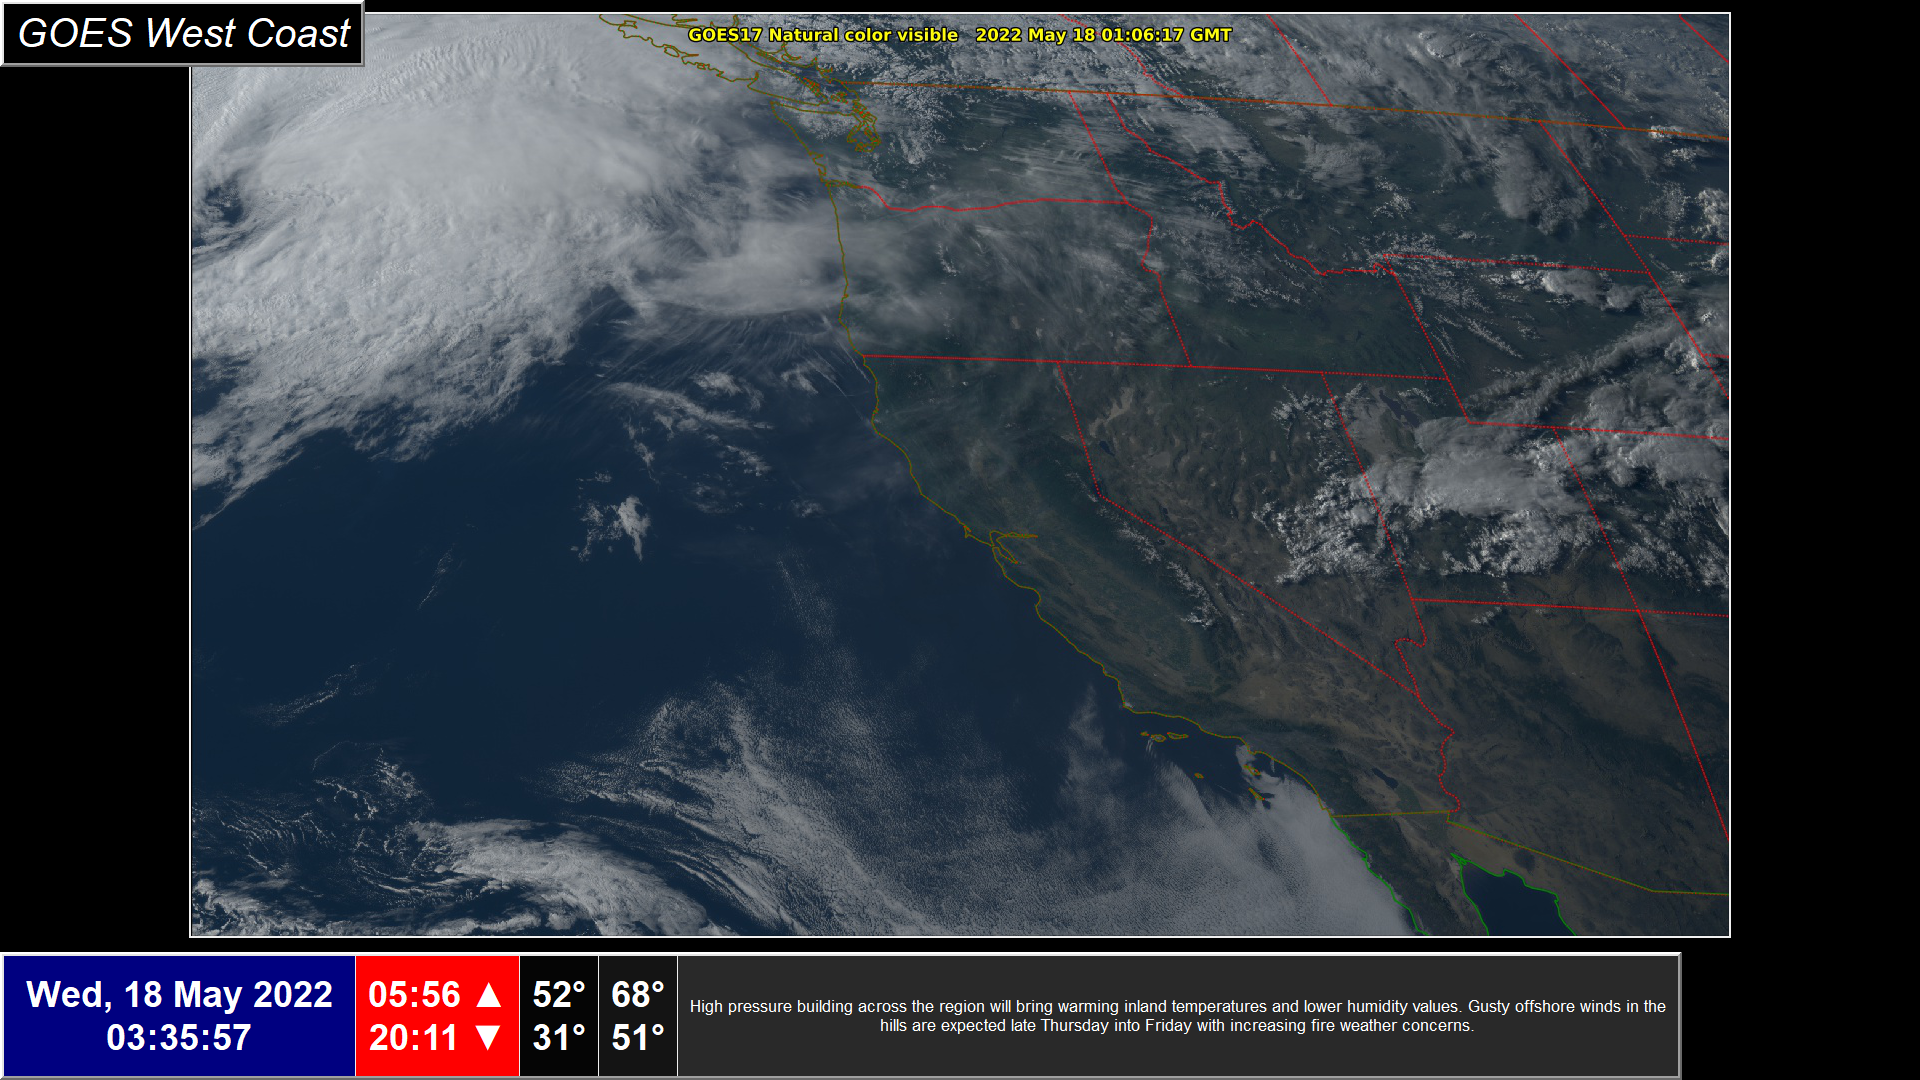 GOES West Coast
GOES17 Natural color visible   2022 May 18 01:06:17 GMT
Wed, 18 May 2022
03:35:57
05:56 ▲
20:11 ▼
52°
31°
68°
51°
High pressure building across the region will bring warming inland temperatures and lower humidity values. Gusty offshore winds in the
hills are expected late Thursday into Friday with increasing fire weather concerns.